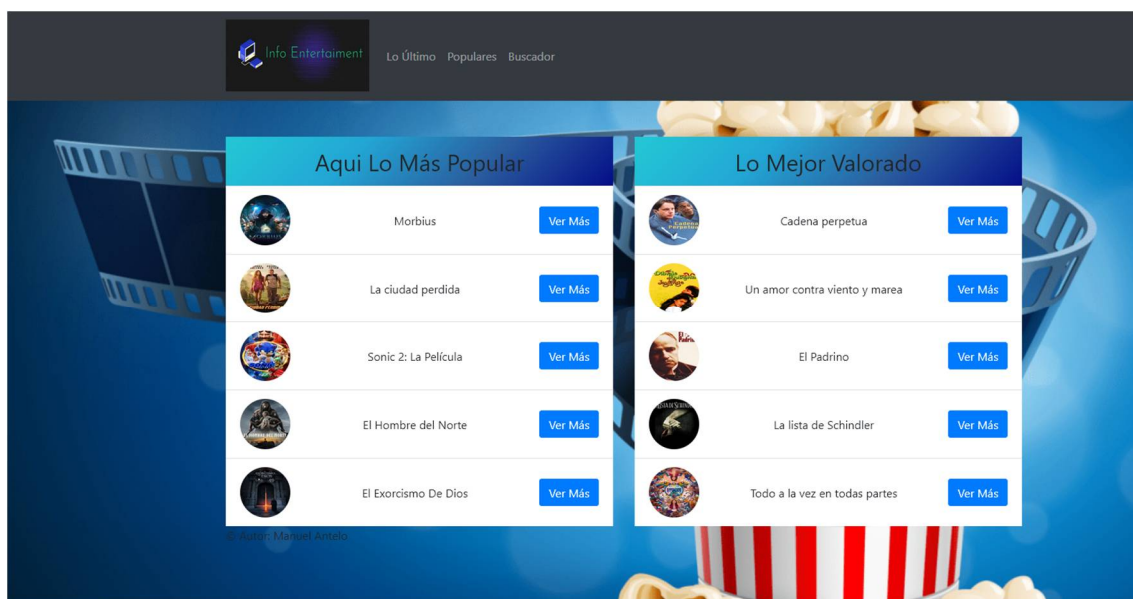 Info Entertaiment
Lo Último Populares Buscador
Aqui Lo Más Popular
Morbius Ver Más
La ciudad perdida Ver Más
Sonic 2: La Película Ver Más
El Hombre del Norte Ver Más
El Exorcismo De Dios Ver Más
Lo Mejor Valorado
Cadena perpetua Ver Más
Un amor contra viento y marea Ver Más
El Padrino Ver Más
La lista de Schindler Ver Más
Todo a la vez en todas partes Ver Más
© Autor: Manuel Antelo